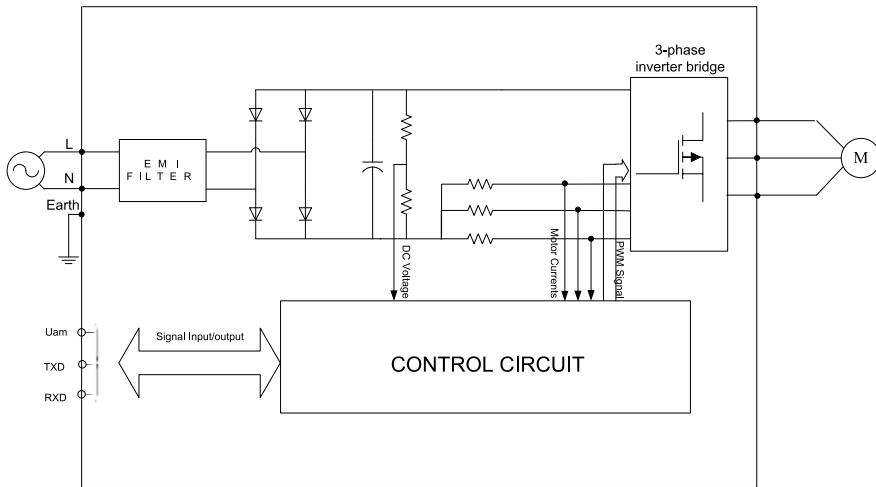 3-phase
inverter bridge
L
E M I
FILTER
N
Earth
M
DC Voltage
Motor Currents
PWM Signal
Uam
Signal Input/output
TXD
CONTROL CIRCUIT
RXD